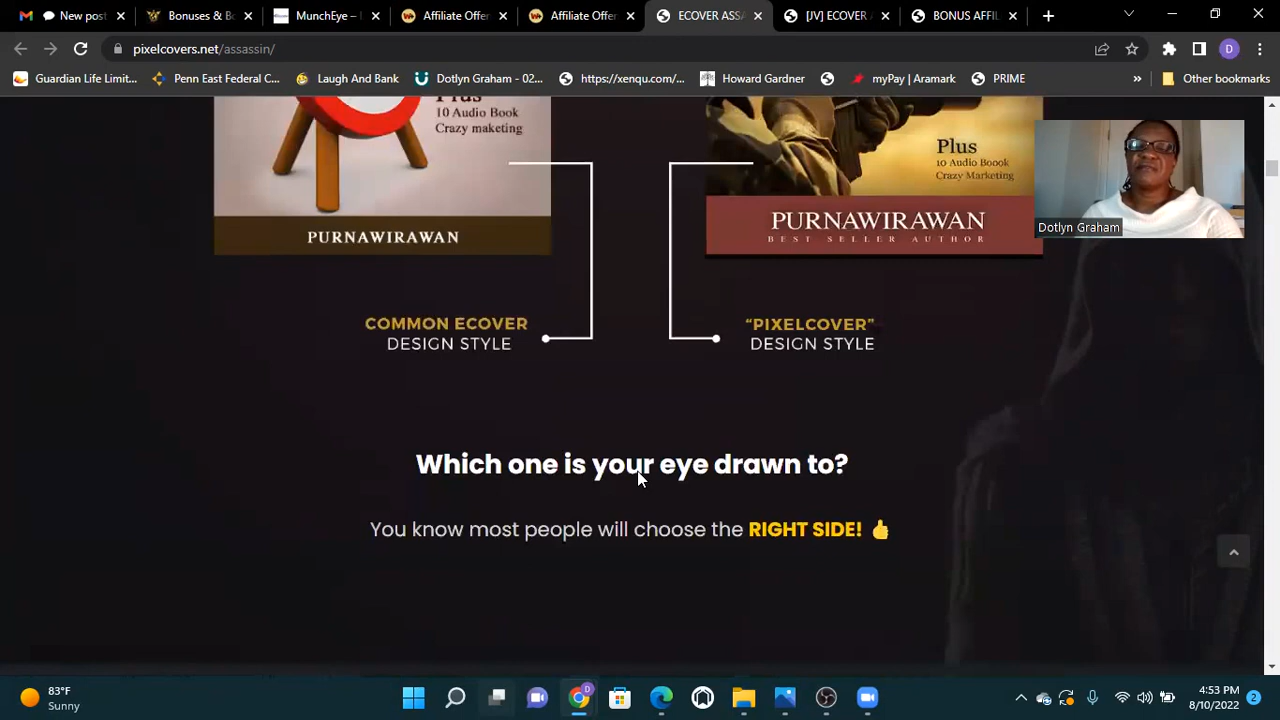 New post
Bonuses & B
MunchEye –
Affiliate Offer
Affiliate Offer
ECOVER ASSA
[JV] ECOVER
BONUS AFFIL
pixelcovers.net/assassin/
D
Guardian Life Limit...
Penn East Federal C...
Laugh And Bank
Dotlyn Graham - 02...
https://xenqu.com/...
Howard Gardner
myPay | Aramark
PRIME
»
Other bookmarks
Plus
10 Audio Book
Crazy maketing
PURNAWIRAWAN
Plus
10 Audio Boook
Crazy Marketing
PURNAWIRAWAN
BEST SELLER AUTHOR
Dotlyn Graham
COMMON ECOVER
DESIGN STYLE
“PIXELCOVER”
DESIGN STYLE
Which one is your eye drawn to?
You know most people will choose the RIGHT SIDE! 👍
83°F
Sunny
4:53 PM
8/10/2022
2